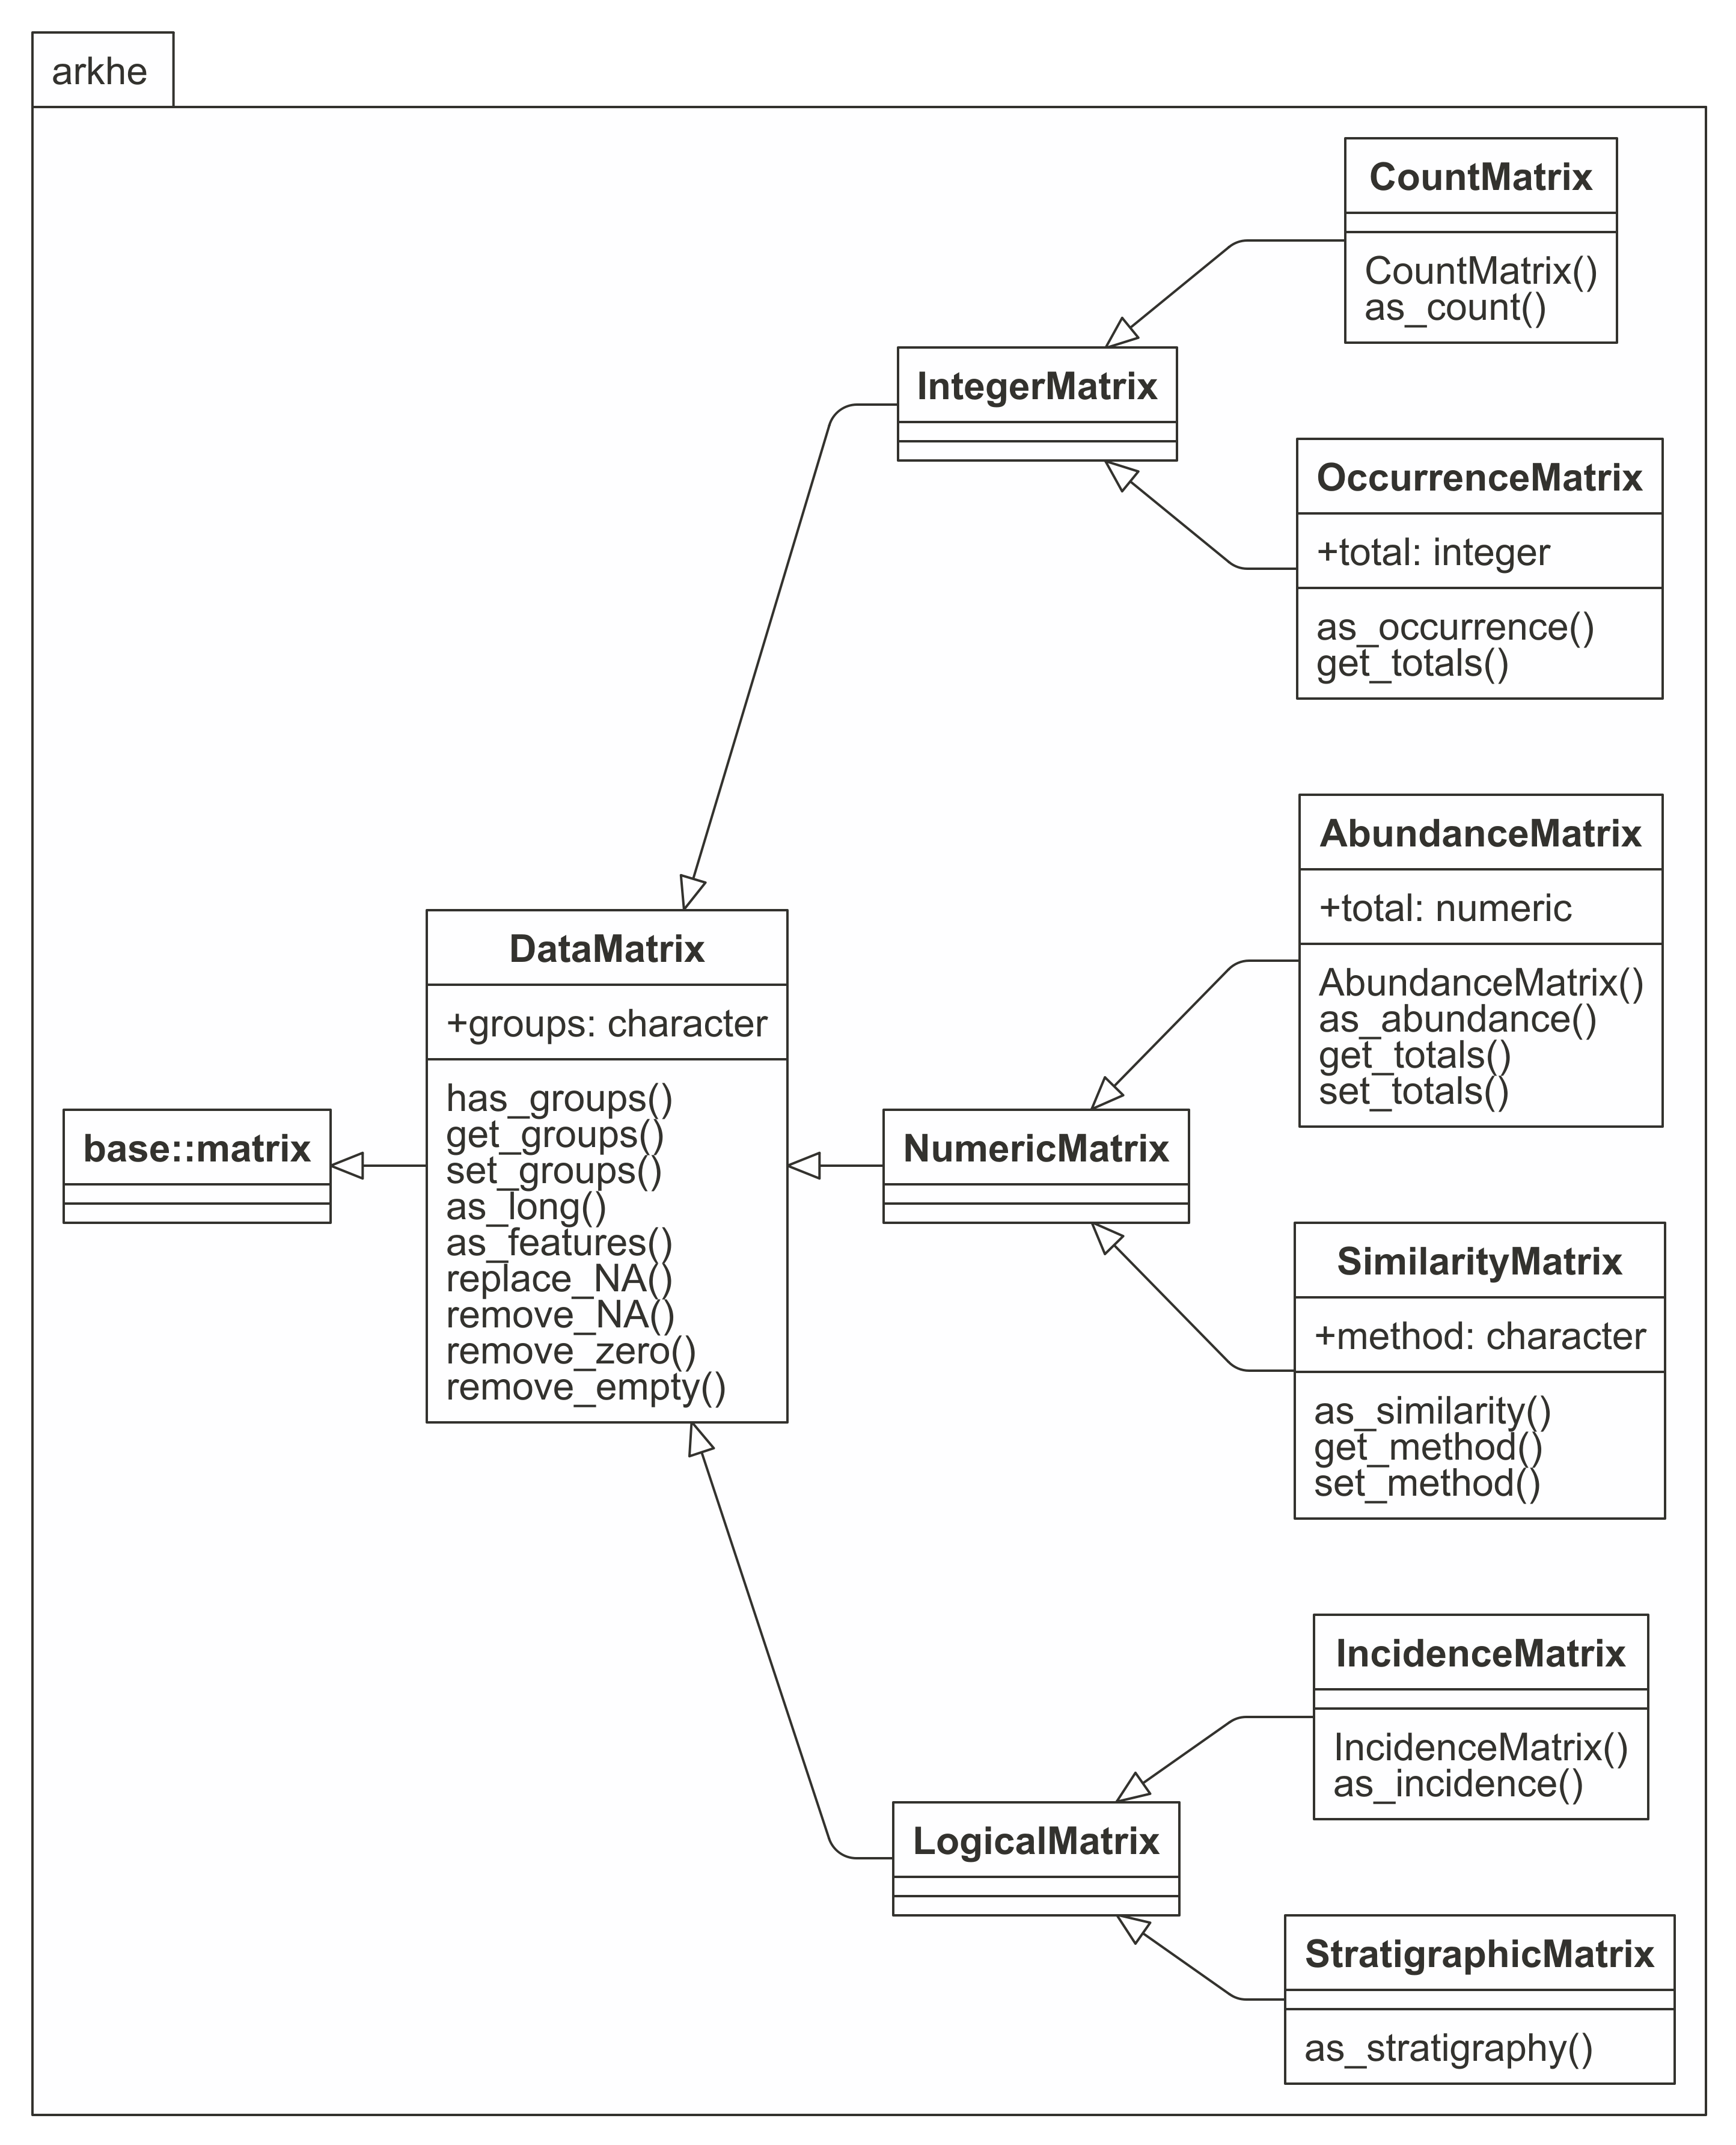 arkhe
CountMatrix
CountMatrix()
as_count()
IntegerMatrix
OccurrenceMatrix
+total: integer
as_occurrence()
get_totals()
AbundanceMatrix
+total: numeric
AbundanceMatrix()
as_abundance()
get_totals()
set_totals()
DataMatrix
+groups: character
has_groups()
get_groups()
set_groups()
as_long()
as_features()
replace_NA()
remove_NA()
remove_zero()
remove_empty()
base::matrix
NumericMatrix
SimilarityMatrix
+method: character
as_similarity()
get_method()
set_method()
IncidenceMatrix
IncidenceMatrix()
as_incidence()
LogicalMatrix
StratigraphicMatrix
as_stratigraphy()